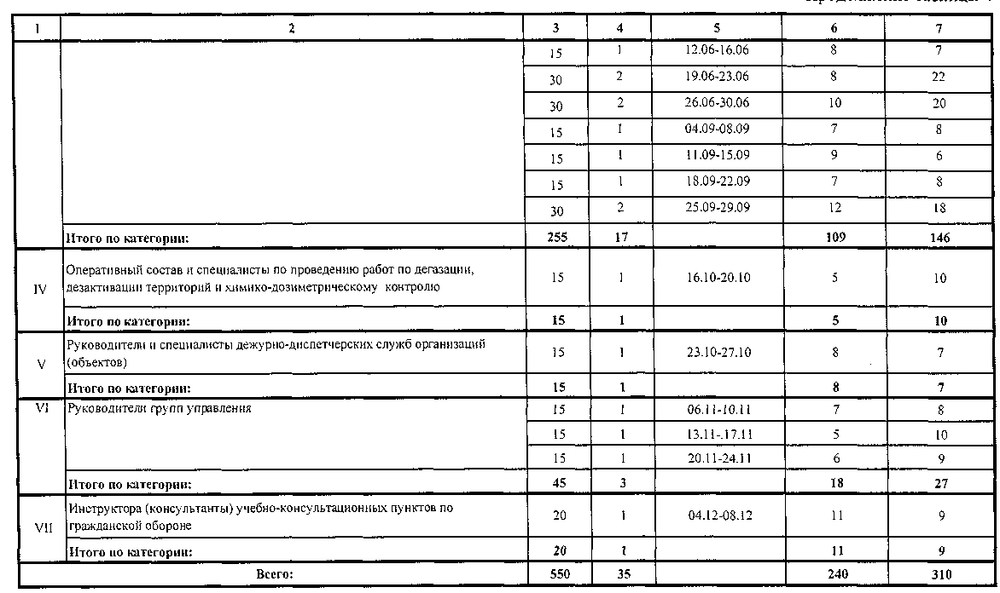 1 2 3 4 5 6 7
15 1 12.06-16.06 8 7
30 2 19.06-23.06 8 22
30 2 26.06-30.06 10 20
15 1 04.09-08.09 7 8
15 1 11.09-15.09 9 6
15 1 18.09-22.09 7 8
30 2 25.09-29.09 12 18
Итого по категории: 255 17 109 146
IV Оперативный состав и специалисты по проведению работ по дегазации, 15 1 16.10-20.10 5 10
дезактивации территорий и химико-дозиметрическому контролю
Итого по категории: 15 1 5 10
V Руководители и специалисты дежурно-диспетчерских служб организаций 15 1 23.10-27.10 8 7
(объектов)
Итого по категории: 15 1 8 7
VI Руководители групп управления 15 1 06.11-10.11 7 8
15 1 13.11-.17.11 5 10
15 1 20.11-24.11 6 9
Итого по категории: 45 3 18 27
VII Инструктора (консультанты) учебно-консультационных пунктов по 20 1 04.12-08.12 11 9
гражданской обороне
Итого по категории: 20 1 11 9
Всего: 550 35 240 310